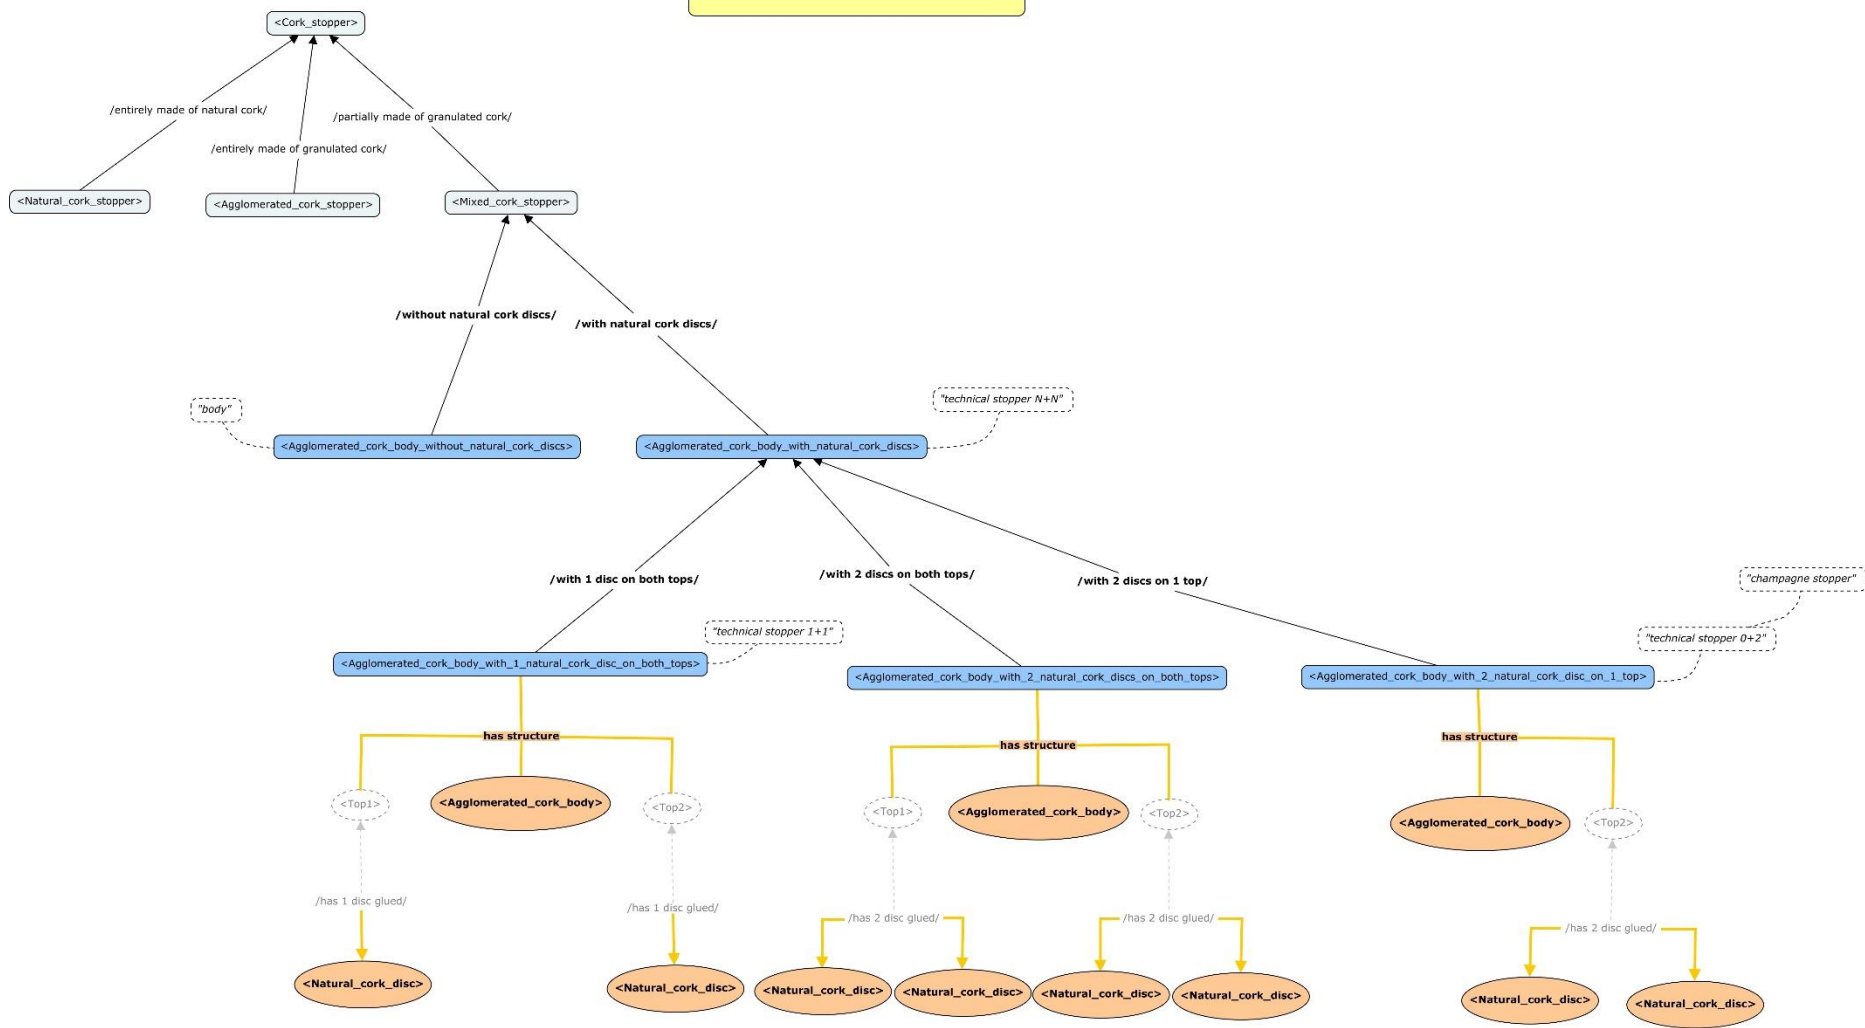 <Cork_stopper>
/entirely made of natural cork/
/partially made of granulated cork/
/entirely made of granulated cork/
<Natural_cork_stopper>
<Agglomerated_cork_stopper>
<Mixed_cork_stopper>
/without natural cork discs/
/with natural cork discs/
"body"
"technical stopper N+N"
<Agglomerated_cork_body_without_natural_cork_discs>
<Agglomerated_cork_body_with_natural_cork_discs>
/with 1 disc on both tops/
/with 2 discs on both tops/
/with 2 discs on 1 top/
"champagne stopper"
"technical stopper 1+1"
"technical stopper 0+2"
<Agglomerated_cork_body_with_1_natural_cork_disc_on_both_tops>
<Agglomerated_cork_body_with_2_natural_cork_discs_on_both_tops>
<Agglomerated_cork_body_with_2_natural_cork_disc_on_1_top>
has structure
has structure
has structure
<Top1>
<Agglomerated_cork_body>
<Top2>
<Top1>
<Agglomerated_cork_body>
<Top2>
<Agglomerated_cork_body>
<Top2>
/has 1 disc glued/
/has 1 disc glued/
/has 2 disc glued/
/has 2 disc glued/
/has 2 disc glued/
<Natural_cork_disc>
<Natural_cork_disc>
<Natural_cork_disc>
<Natural_cork_disc>
<Natural_cork_disc>
<Natural_cork_disc>
<Natural_cork_disc>
<Natural_cork_disc>